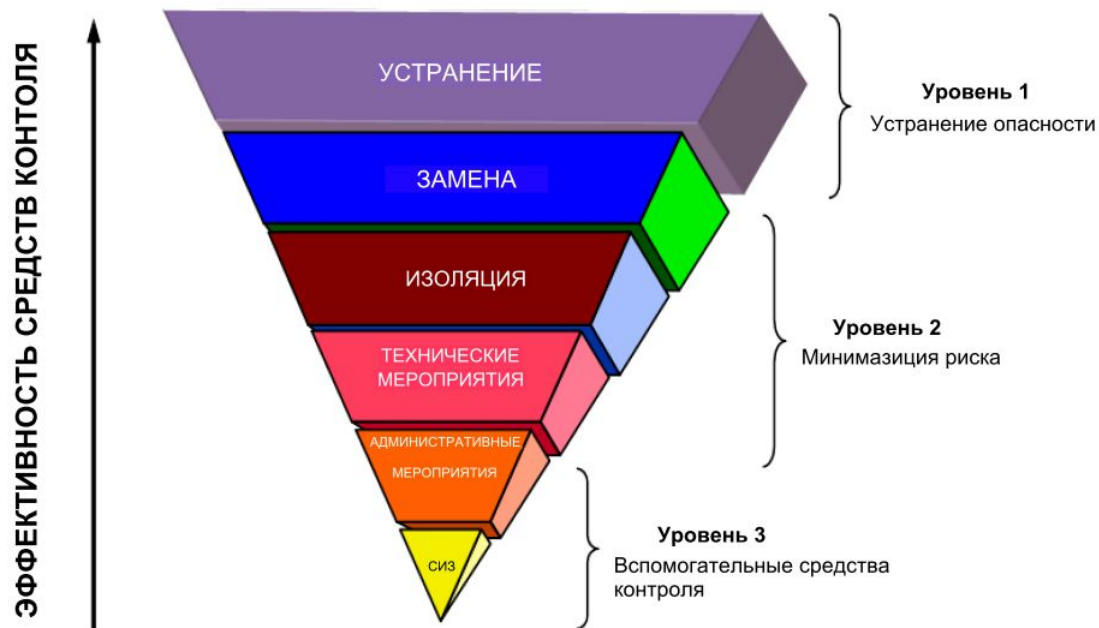 ЭФФЕКТИВНОСТЬ СРЕДСТВ КОНТОЛЯ
УСТРАНЕНИЕ
Уровень 1
Устранение опасности
ЗАМЕНА
ИЗОЛЯЦИЯ
Уровень 2
Минимазиция риска
ТЕХНИЧЕСКИЕ
МЕРОПРИЯТИЯ
АДМИНИСТРАТИВНЫЕ
МЕРОПРИЯТИЯ
Уровень 3
Вспомогательные средства
контроля
СИЗ